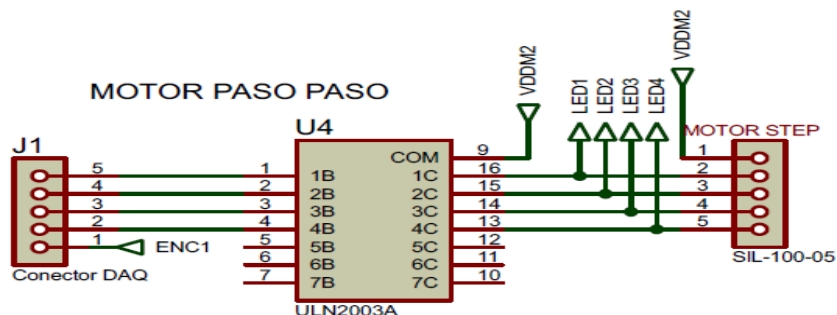 MOTOR PASO PASO
VDDM2
LED1
LED2
LED3
LED4
VDDM2
J1
U4
MOTOR STEP
5
4
3
2
1
ENC1
Conector DAQ
1 1B
2 2B
3 3B
4 4B
5 5B
6 6B
7 7B
COM 9
1C 16
2C 15
3C 14
4C 13
5C 12
6C 11
7C 10
ULN2003A
1
2
3
4
5
SIL-100-05